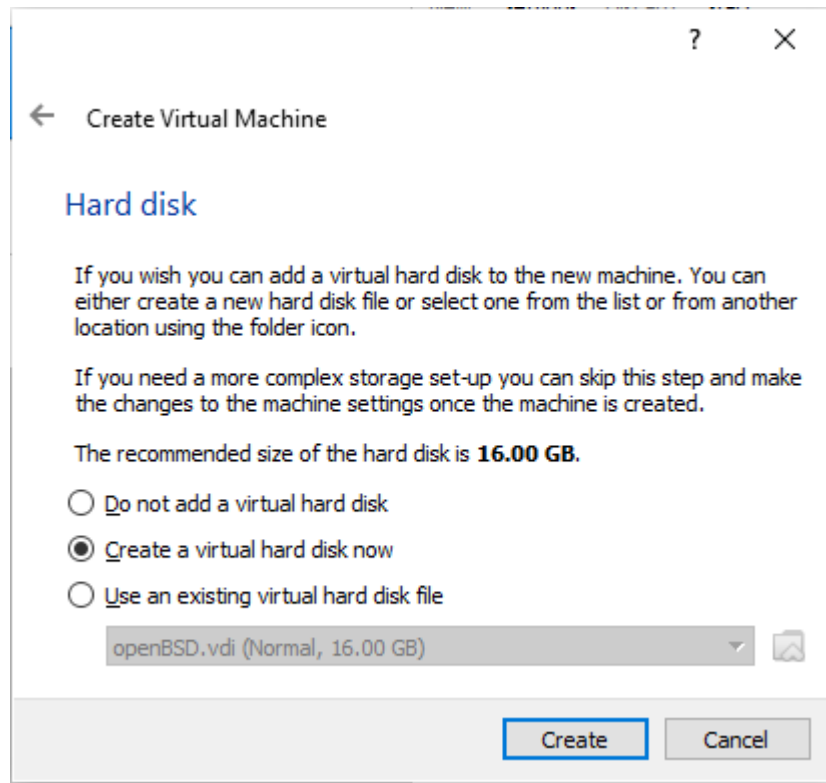 ?
Create Virtual Machine
Hard disk
If you wish you can add a virtual hard disk to the new machine. You can
either create a new hard disk file or select one from the list or from another
location using the folder icon.
If you need a more complex storage set-up you can skip this step and make
the changes to the machine settings once the machine is created.
The recommended size of the hard disk is 16.00 GB.
Do not add a virtual hard disk
Create a virtual hard disk now
Use an existing virtual hard disk file
openBSD.vdi (Normal, 16.00 GB)
Create Cancel